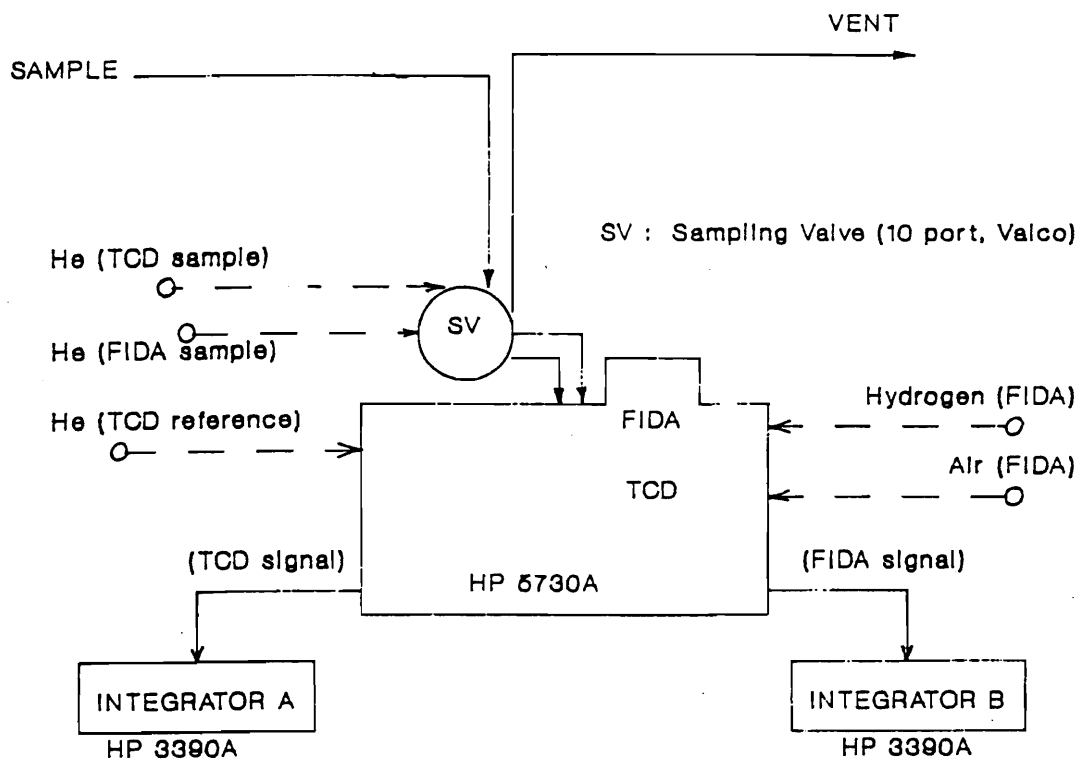 VENT
SAMPLE
SV : Sampling Valve (10 port, Valco)
He (TCD sample)
SV
He (FIDA sample)
Hydrogen (FIDA)
He (TCD reference)
FIDA
Air (FIDA)
TCD
(TCD signal)
(FIDA signal)
HP 5730A
INTEGRATOR A
INTEGRATOR B
HP 3390A
HP 3390A